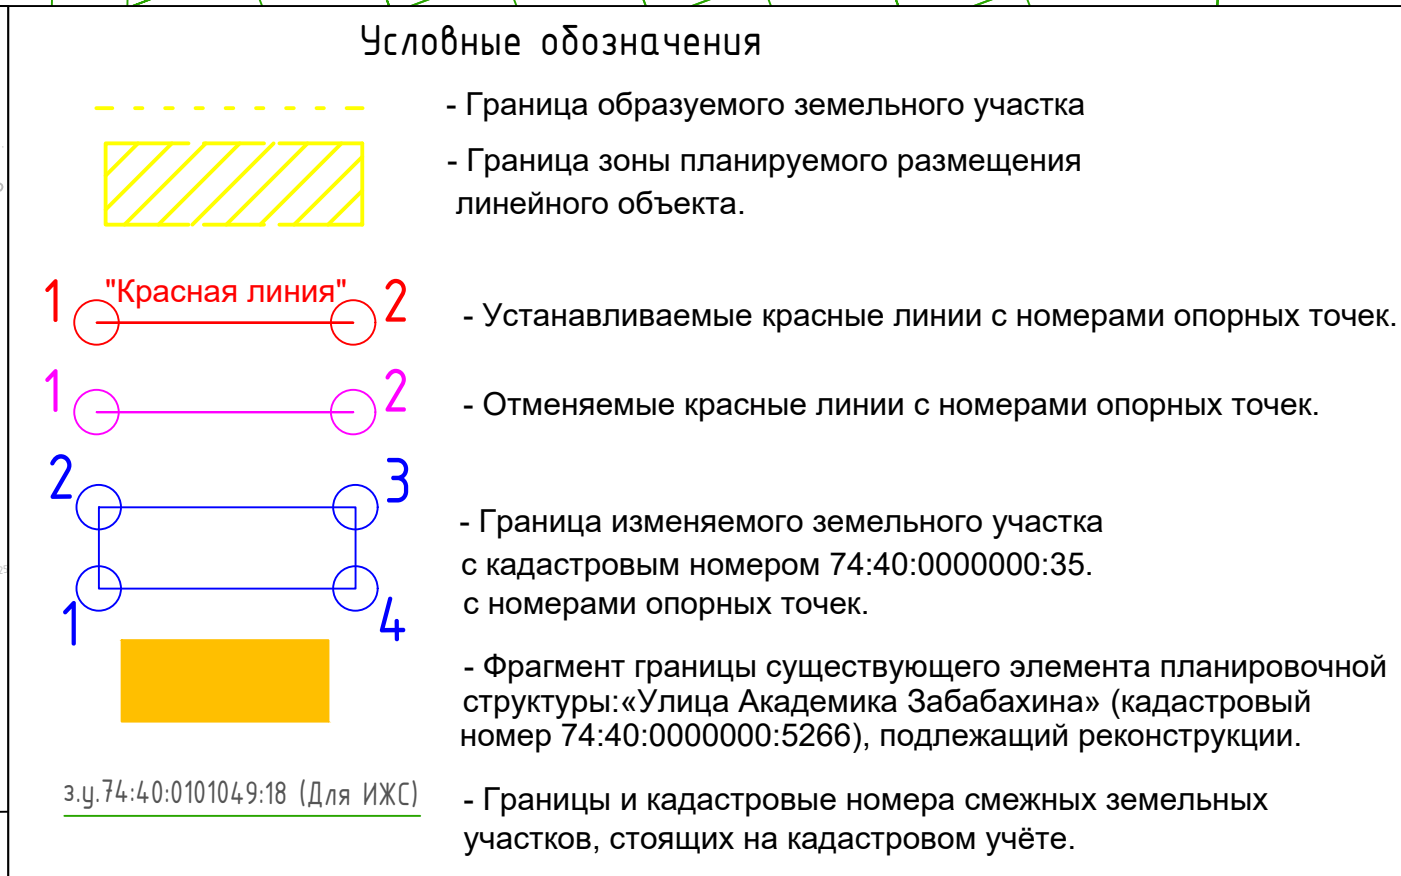 Условные обозначения
- Граница образуемого земельного участка
- Граница зоны планируемого размещения
линейного объекта.
1 "Красная линия" 2
- Устанавливаемые красные линии с номерами опорных точек.
1 2
- Отменяемые красные линии с номерами опорных точек.
2 3
1 4
- Граница изменяемого земельного участка
с кадастровым номером 74:40:0000000:35.
с номерами опорных точек.
- Фрагмент границы существующего элемента планировочной
структуры:«Улица Академика Забабахина» (кадастровый
номер 74:40:0000000:5266), подлежащий реконструкции.
з.у.74:40:0101049:18 (Для ИЖС)
- Границы и кадастровые номера смежных земельных
участков, стоящих на кадастровом учёте.